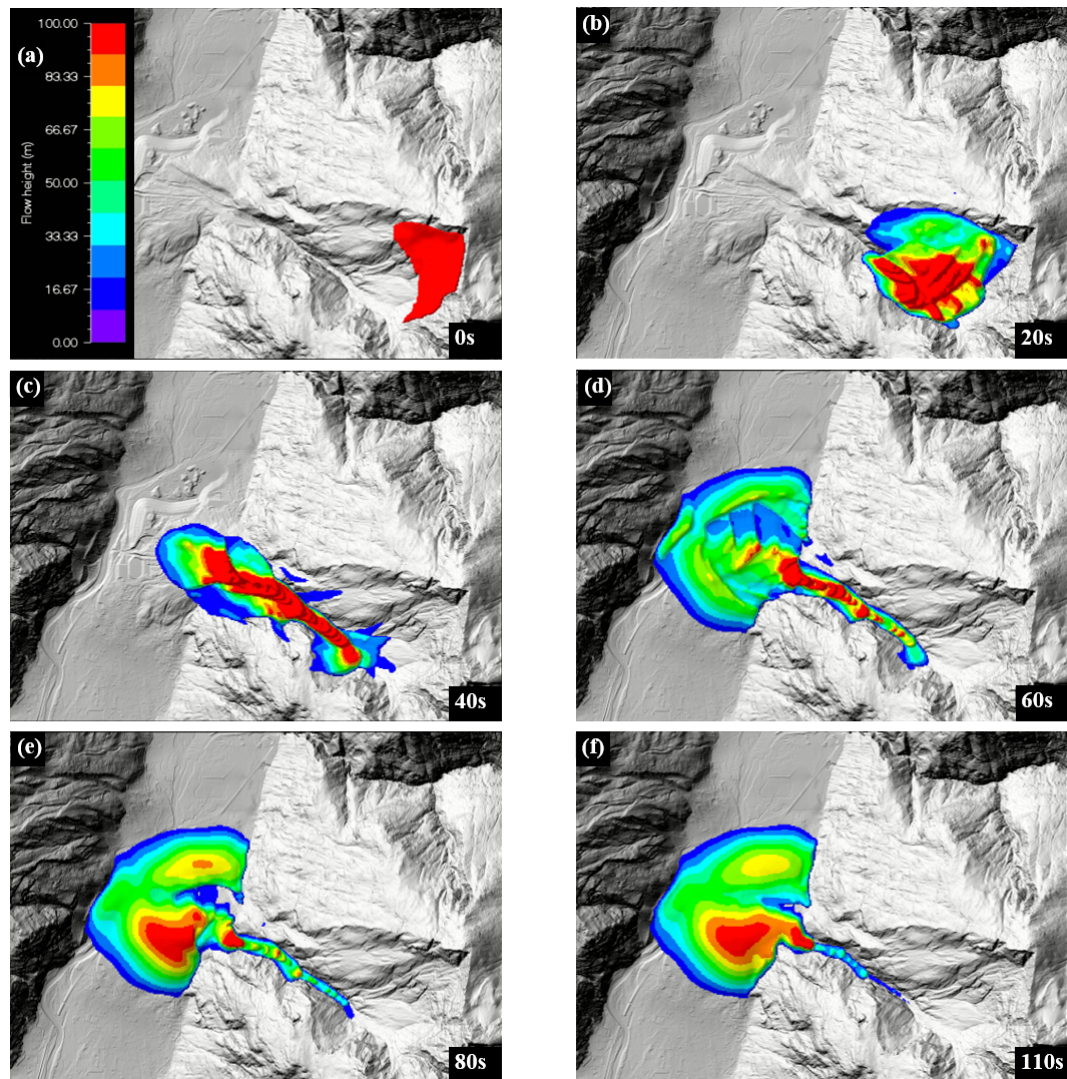 (a)
100.00
83.33
66.67
50.00
33.33
16.67
0.00
Flow height (m)
0s
(b)
20s
(c)
40s
(d)
60s
(e)
80s
(f)
110s